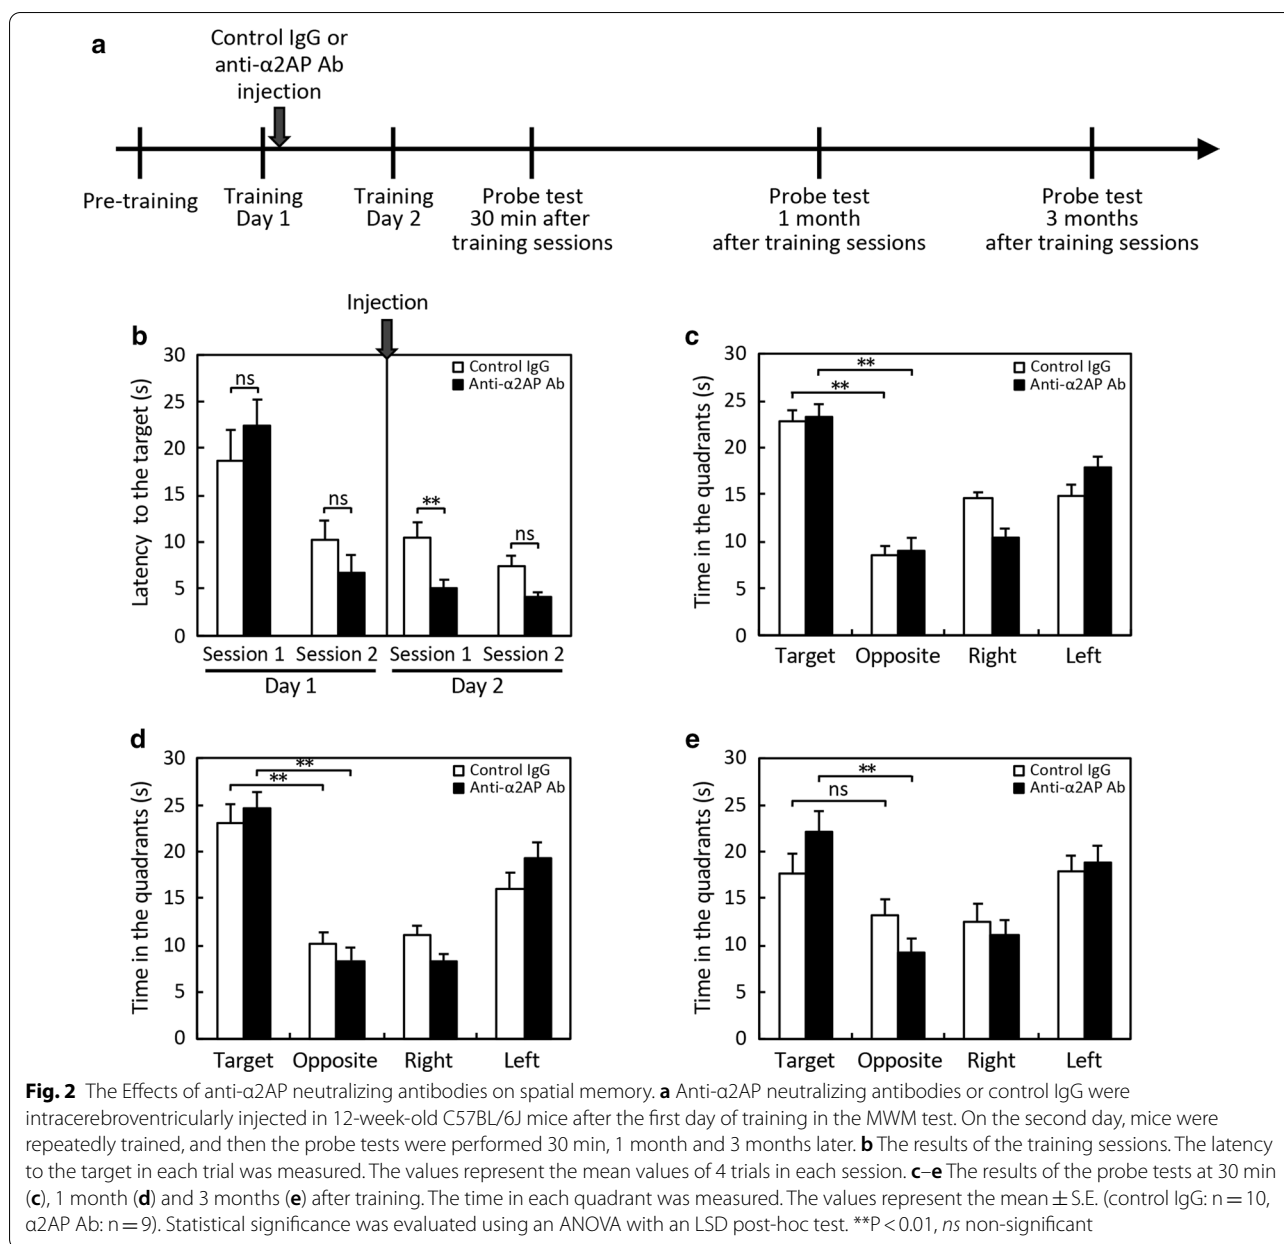 a
Control IgG or
anti-α2AP Ab
injection
Pre-training
Training
Day 1
Training
Day 2
Probe test
30 min after
training sessions
Probe test
1 month
after training sessions
Probe test
3 months
after training sessions
b
Injection
Latency to the target (s)
30
25
20
15
10
5
0
Control IgG
Anti-α2AP Ab
ns
ns
**
ns
Session 1 Session 2 Session 1 Session 2
Day 1 Day 2
c
Time in the quadrants (s)
30
25
20
15
10
5
0
**
**
Control IgG
Anti-α2AP Ab
Target Opposite Right Left
d
Time in the quadrants (s)
30
25
20
15
10
5
0
**
**
Control IgG
Anti-α2AP Ab
Target Opposite Right Left
e
Time in the quadrants (s)
30
25
20
15
10
5
0
**
ns
Control IgG
Anti-α2AP Ab
Target Opposite Right Left
Fig. 2 The Effects of anti-α2AP neutralizing antibodies on spatial memory. a Anti-α2AP neutralizing antibodies or control IgG were
intracerebroventricularly injected in 12-week-old C57BL/6J mice after the first day of training in the MWM test. On the second day, mice were
repeatedly trained, and then the probe tests were performed 30 min, 1 month and 3 months later. b The results of the training sessions. The latency
to the target in each trial was measured. The values represent the mean values of 4 trials in each session. c–e The results of the probe tests at 30 min
(c), 1 month (d) and 3 months (e) after training. The time in each quadrant was measured. The values represent the mean ± S.E. (control IgG: n = 10,
α2AP Ab: n = 9). Statistical significance was evaluated using an ANOVA with an LSD post-hoc test. **P < 0.01, ns non-significant